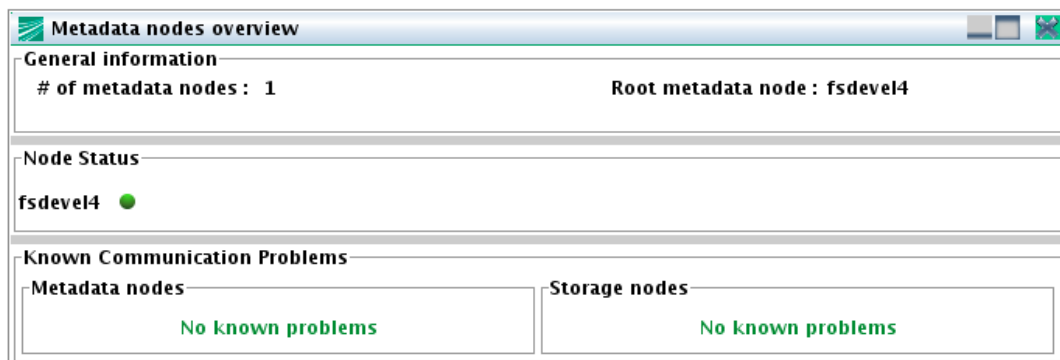 Metadata nodes overview
General information
# of metadata nodes : 1 Root metadata node : fsdevel4
Node Status
fsdevel4
Known Communication Problems
Metadata nodes Storage nodes
No known problems No known problems